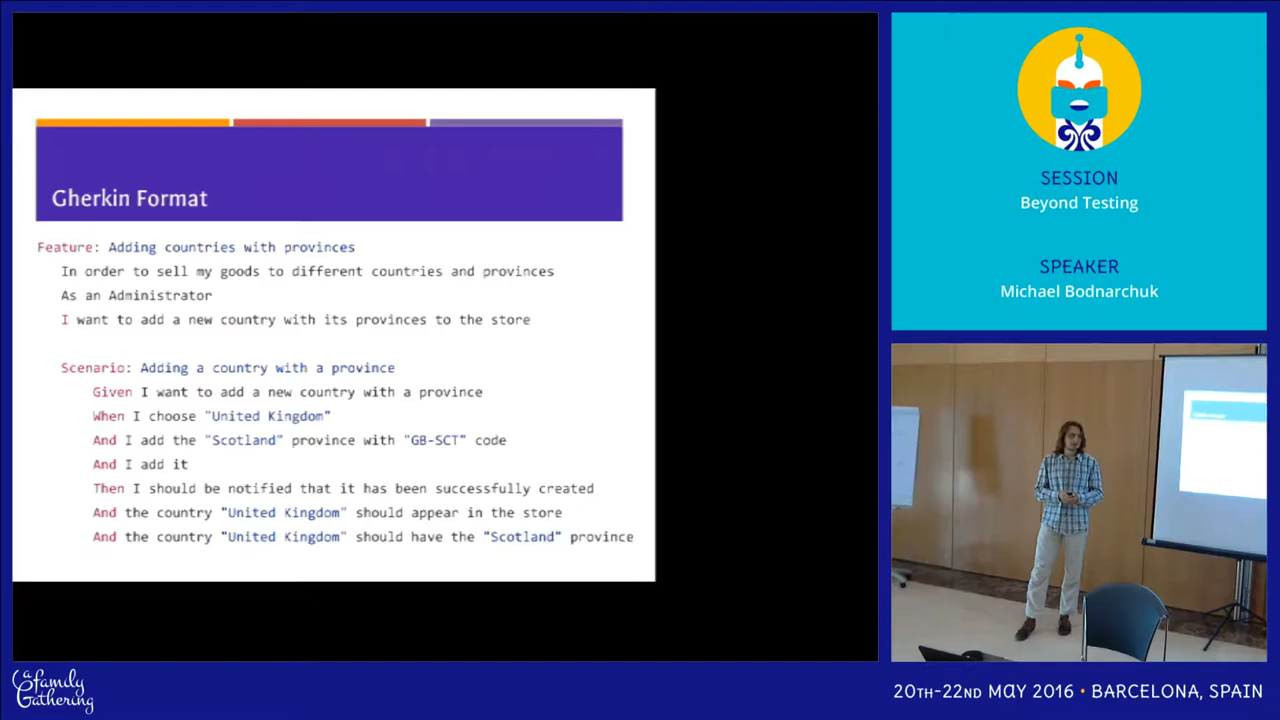 Gherkin Format
Feature: Adding countries with provinces
In order to sell my goods to different countries and provinces
As an Administrator
I want to add a new country with its provinces to the store
Scenario: Adding a country with a province
Given I want to add a new country with a province
When I choose "United Kingdom"
And I add the "Scotland" province with "GB-SCT" code
And I add it
Then I should be notified that it has been successfully created
And the country "United Kingdom" should appear in the store
And the country "United Kingdom" should have the "Scotland" province
SESSION
Beyond Testing
SPEAKER
Michael Bodnarchuk
a family
Gathering
20TH-22ND MAY 2016 • BARCELONA, SPAIN